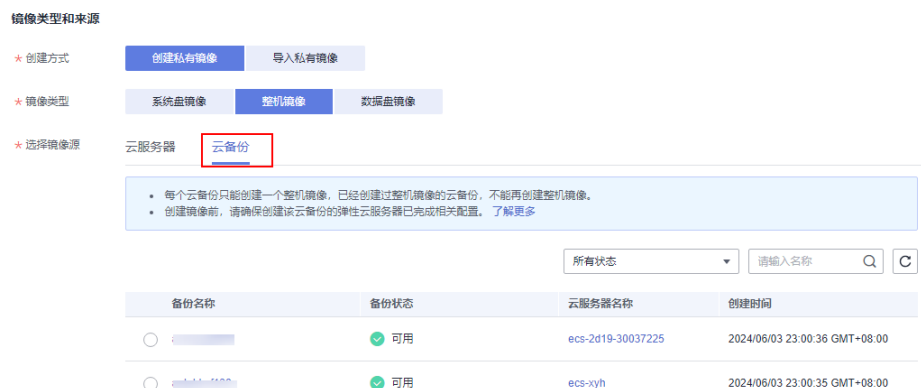 镜像类型和来源
* 创建方式 创建私有镜像 导入私有镜像
* 镜像类型 系统盘镜像 整机镜像 数据盘镜像
* 选择镜像源 云服务器 云备份
• 每个云备份只能创建一个整机镜像，已经创建过整机镜像的云备份，不能再创建整机镜像。
• 创建镜像前，请确保创建该云备份的弹性云服务器已完成相关配置。 了解更多
所有状态 请输入名称
备份名称 备份状态 云服务器名称 创建时间
可用 ecs-2d19-30037225 2024/06/03 23:00:36 GMT+08:00
可用 ecs-xyh 2024/06/03 23:00:35 GMT+08:00